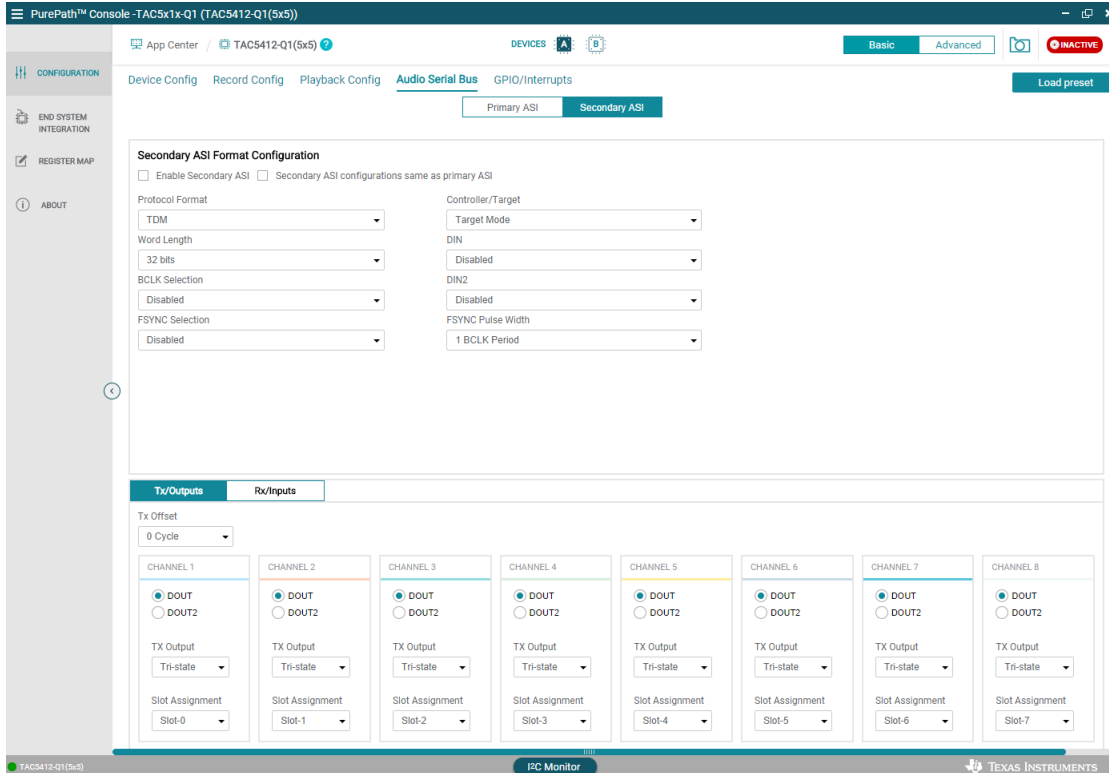 PurePath™ Console -TAC5x1x-Q1 (TAC5412-Q1(5x5))
App Center / TAC5412-Q1(5x5) ? DEVICES A B Basic Advanced INACTIVE
CONFIGURATION
Device Config Record Config Playback Config Audio Serial Bus GPIO/Interrupts Load preset
Primary ASI Secondary ASI
END SYSTEM
INTEGRATION
REGISTER MAP
ABOUT
Secondary ASI Format Configuration
Enable Secondary ASI Secondary ASI configurations same as primary ASI
Protocol Format Controller/Target
TDM Target Mode
Word Length DIN
32 bits Disabled
BCLK Selection DIN2
Disabled Disabled
FSYNC Selection FSYNC Pulse Width
Disabled 1 BCLK Period
Tx/Outputs Rx/Inputs
Tx Offset
0 Cycle
CHANNEL 1 CHANNEL 2 CHANNEL 3 CHANNEL 4 CHANNEL 5 CHANNEL 6 CHANNEL 7 CHANNEL 8
DOUT DOUT DOUT DOUT DOUT DOUT DOUT DOUT
DOUT2 DOUT2 DOUT2 DOUT2 DOUT2 DOUT2 DOUT2 DOUT2
TX Output TX Output TX Output TX Output TX Output TX Output TX Output TX Output
Tri-state Tri-state Tri-state Tri-state Tri-state Tri-state Tri-state Tri-state
Slot Assignment Slot Assignment Slot Assignment Slot Assignment Slot Assignment Slot Assignment Slot Assignment Slot Assignment
Slot-0 Slot-1 Slot-2 Slot-3 Slot-4 Slot-5 Slot-6 Slot-7
TAC5412-Q1(5x5) I²C Monitor TEXAS INSTRUMENTS